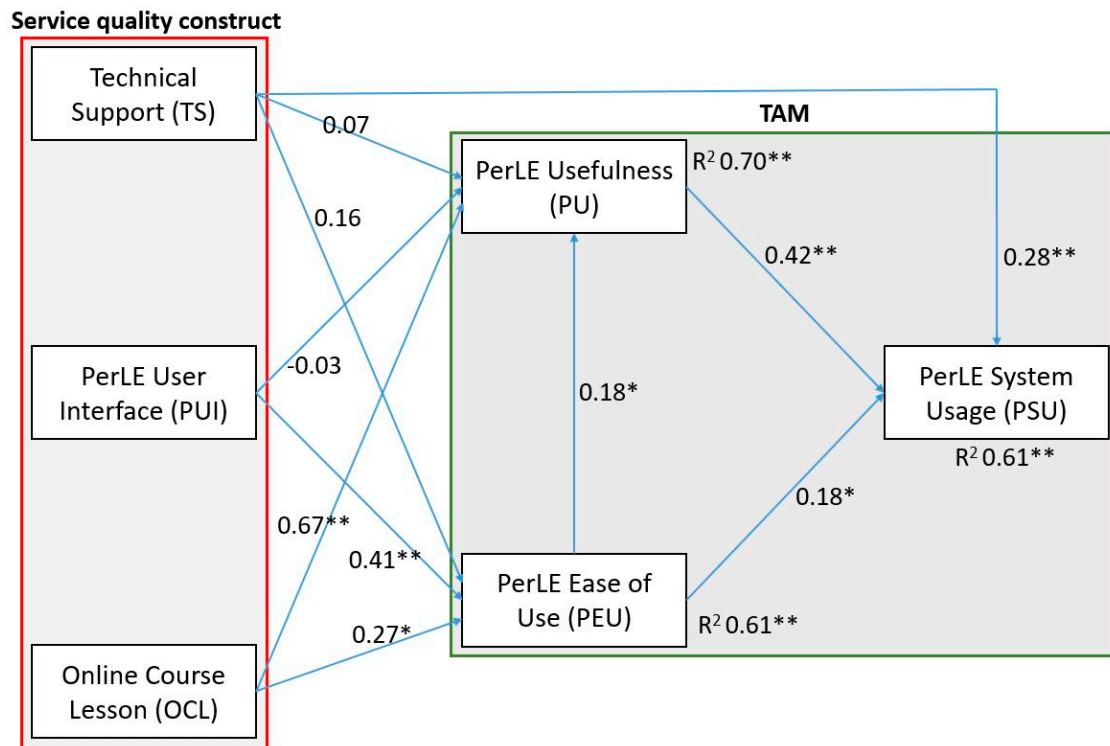 Service quality construct
Technical
Support (TS)
TAM
0.07
PerLE Usefulness
(PU)
R² 0.70**
0.16
0.42**
0.28**
PerLE User
Interface (PUI)
-0.03
0.18*
PerLE System
Usage (PSU)
R² 0.61**
0.18*
0.67**
0.41**
PerLE Ease of
Use (PEU)
R² 0.61**
0.27*
Online Course
Lesson (OCL)